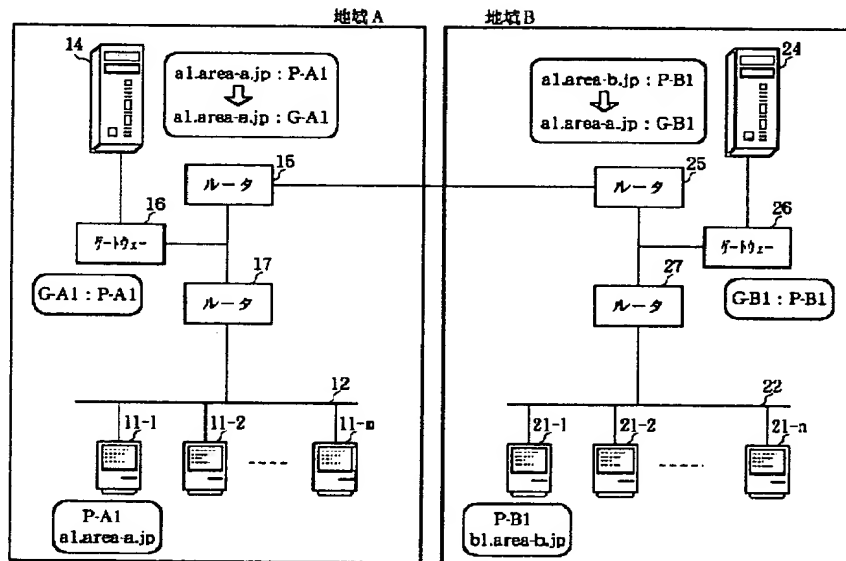 地域A
14
a1.area-a.jp : P-A1
a1.area-a.jp : G-A1
15
ルータ
16
ゲートウェー
17
ルータ
G-A1 : P-A1
12
11-1
11-2
11-m
P-A1
a1.area-a.jp
地域B
24
a1.area-b.jp : P-B1
a1.area-a.jp : G-B1
25
ルータ
26
ゲートウェー
27
ルータ
G-B1 : P-B1
22
21-1
21-2
21-n
P-B1
b1.area-b.jp